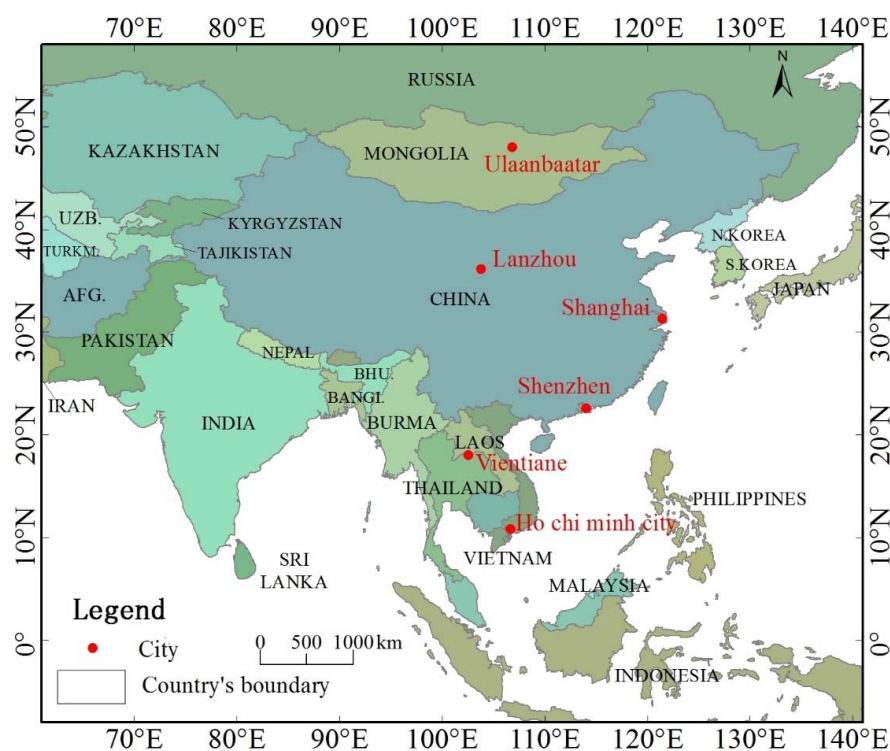 70°E 80°E 90°E 100°E 110°E 120°E 130°E 140°E
N
RUSSIA
50°N
50°N
KAZAKHSTAN
MONGOLIA
Ulaanbaatar
UZB.
KYRGYZSTAN
40°N
40°N
N.KOREA
TURKM.
TAJIKISTAN
Lanzhou
S.KOREA
AFG.
CHINA
JAPAN
Shanghai
30°N
30°N
PAKISTAN
NEPAL
BHU.
Shenzhen
IRAN
BANGI.
INDIA
BURMA
20°N
20°N
LAOS
Vientiane
THAILAND
PHILIPPINES
Ho chi minh city
10°N
10°N
VIETNAM
SRI
LANKA
MALAYSIA
Legend
0 500 1000 km
0°
0°
City
INDONESIA
Country's boundary
70°E 80°E 90°E 100°E 110°E 120°E 130°E 140°E